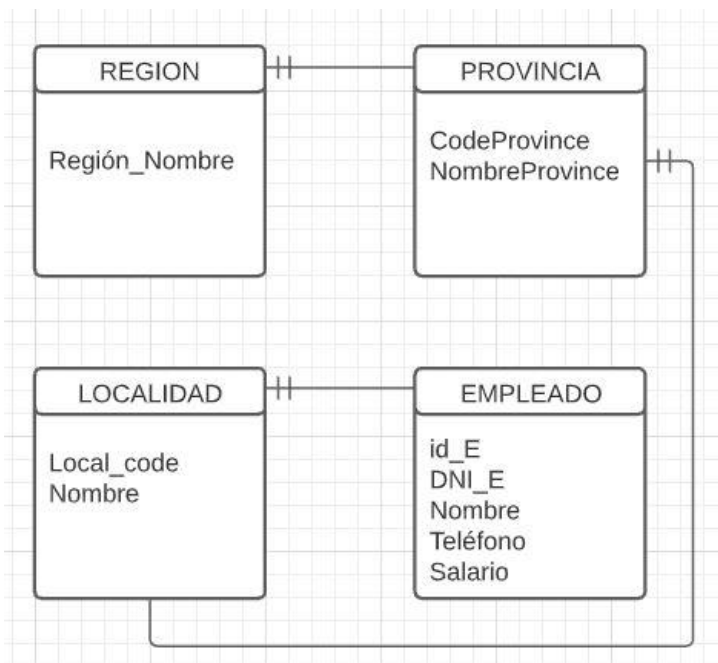 REGION
Región_Nombre
PROVINCIA
CodeProvince
NombreProvince
LOCALIDAD
Local_code
Nombre
EMPLEADO
id_E
DNI_E
Nombre
Teléfono
Salario